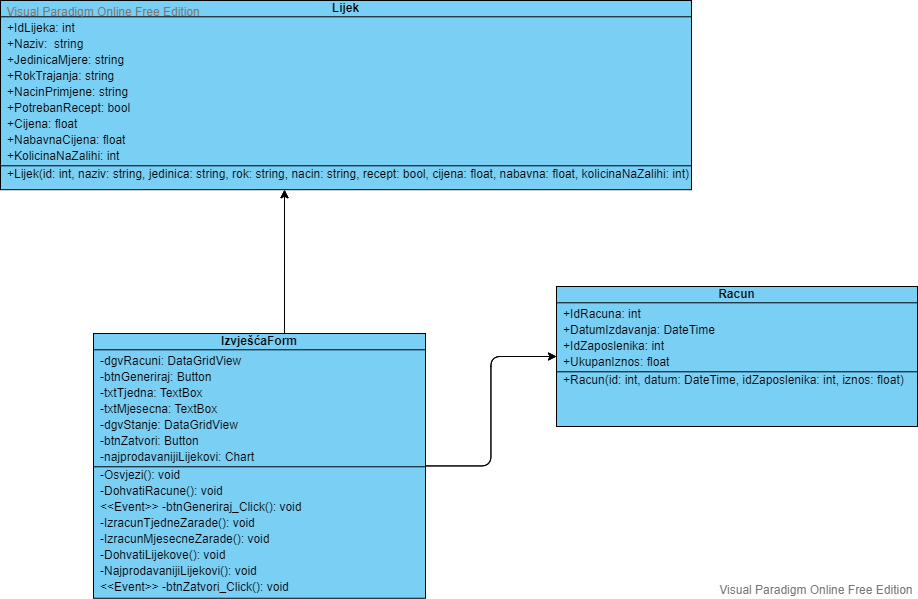 Visual Paradigm Online Free Edition
Lijek
+IdLijeka: int
+Naziv: string
+JedinicaMjere: string
+RokTrajanja: string
+NacinPrimjene: string
+PotrebanRecept: bool
+Cijena: float
+NabavnaCijena: float
+KolicinaNaZalihi: int
+Lijek(id: int, naziv: string, jedinica: string, rok: string, nacin: string, recept: bool, cijena: float, nabavna: float, kolicinaNaZalihi: int)
Racun
+IdRacuna: int
+DatumIzdavanja: DateTime
+IdZaposlenika: int
+UkupanIznos: float
+Racun(id: int, datum: DateTime, idZaposlenika: int, iznos: float)
IzvješćaForm
-dgvRacuni: DataGridView
-btnGeneriraj: Button
-txtTjedna: TextBox
-txtMjesecna: TextBox
-dgvStanje: DataGridView
-btnZatvori: Button
-najprodavanijiLijekovi: Chart
-Osvjezi(): void
-DohvatiRacune(): void
<<Event>> -btnGeneriraj_Click(): void
-IzracunTjedneZarade(): void
-IzracunMjesecneZarade(): void
-DohvatiLijekove(): void
-NajprodavanijiLijekovi(): void
<<Event>> -btnZatvori_Click(): void
Visual Paradigm Online Free Edition